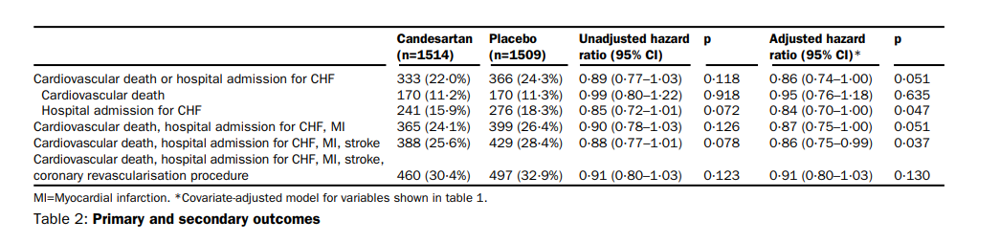 Candesartan Placebo Unadjusted hazard p Adjusted hazard p
(n=1514) (n=1509) ratio (95% CI) ratio (95% CI)*
Cardiovascular death or hospital admission for CHF 333 (22·0%) 366 (24·3%) 0·89 (0·77–1·03) 0·118 0·86 (0·74–1·00) 0·051
Cardiovascular death 170 (11·2%) 170 (11·3%) 0·99 (0·80–1·22) 0·918 0·95 (0·76–1·18) 0·635
Hospital admission for CHF 241 (15·9%) 276 (18·3%) 0·85 (0·72–1·01) 0·072 0·84 (0·70–1·00) 0·047
Cardiovascular death, hospital admission for CHF, MI 365 (24·1%) 399 (26·4%) 0·90 (0·78–1·03) 0·126 0·87 (0·75–1·00) 0·051
Cardiovascular death, hospital admission for CHF, MI, stroke 388 (25·6%) 429 (28·4%) 0·88 (0·77–1·01) 0·078 0·86 (0·75–0·99) 0·037
Cardiovascular death, hospital admission for CHF, MI, stroke,
coronary revascularisation procedure 460 (30·4%) 497 (32·9%) 0·91 (0·80–1·03) 0·123 0·91 (0·80–1·03) 0·130
MI=Myocardial infarction. *Covariate-adjusted model for variables shown in table 1.
Table 2: Primary and secondary outcomes